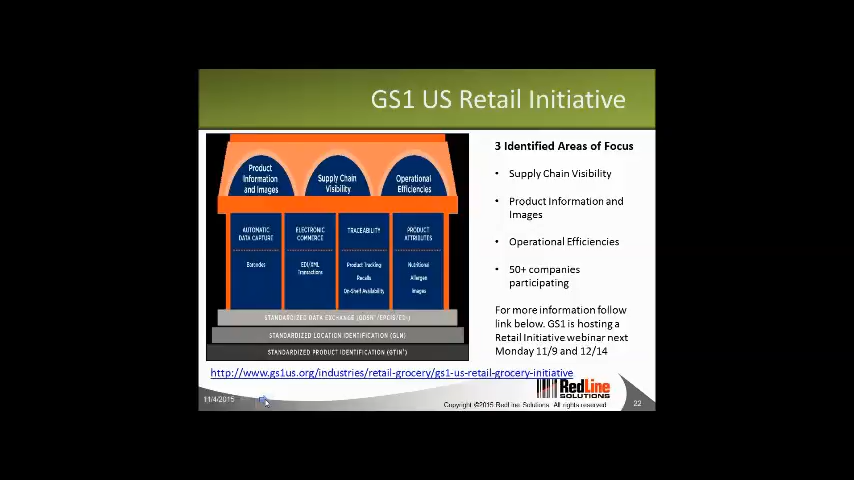 GS1 US Retail Initiative
Product
Information
and Images
Supply Chain
Visibility
Operational
Efficiencies
AUTOMATIC
DATA CAPTURE
Barcodes
ELECTRONIC
COMMERCE
EDI/XML
Transactions
TRACEABILITY
Product Tracking
Recalls
On-Shelf Availability
PRODUCT
ATTRIBUTES
Nutritional
Allergen
Images
STANDARDIZED DATA EXCHANGE (GDSN®/EPCIS/EDI)
STANDARDIZED LOCATION IDENTIFICATION (GLN)
STANDARDIZED PRODUCT IDENTIFICATION (GTIN®)
3 Identified Areas of Focus
• Supply Chain Visibility
• Product Information and
Images
• Operational Efficiencies
• 50+ companies
participating
For more information follow
link below. GS1 is hosting a
Retail Initiative webinar next
Monday 11/9 and 12/14
http://www.gs1us.org/industries/retail-grocery/gs1-us-retail-grocery-initiative
RedLine
SOLUTIONS
11/4/2015
Copyright ©2015 RedLine Solutions. All rights reserved
22